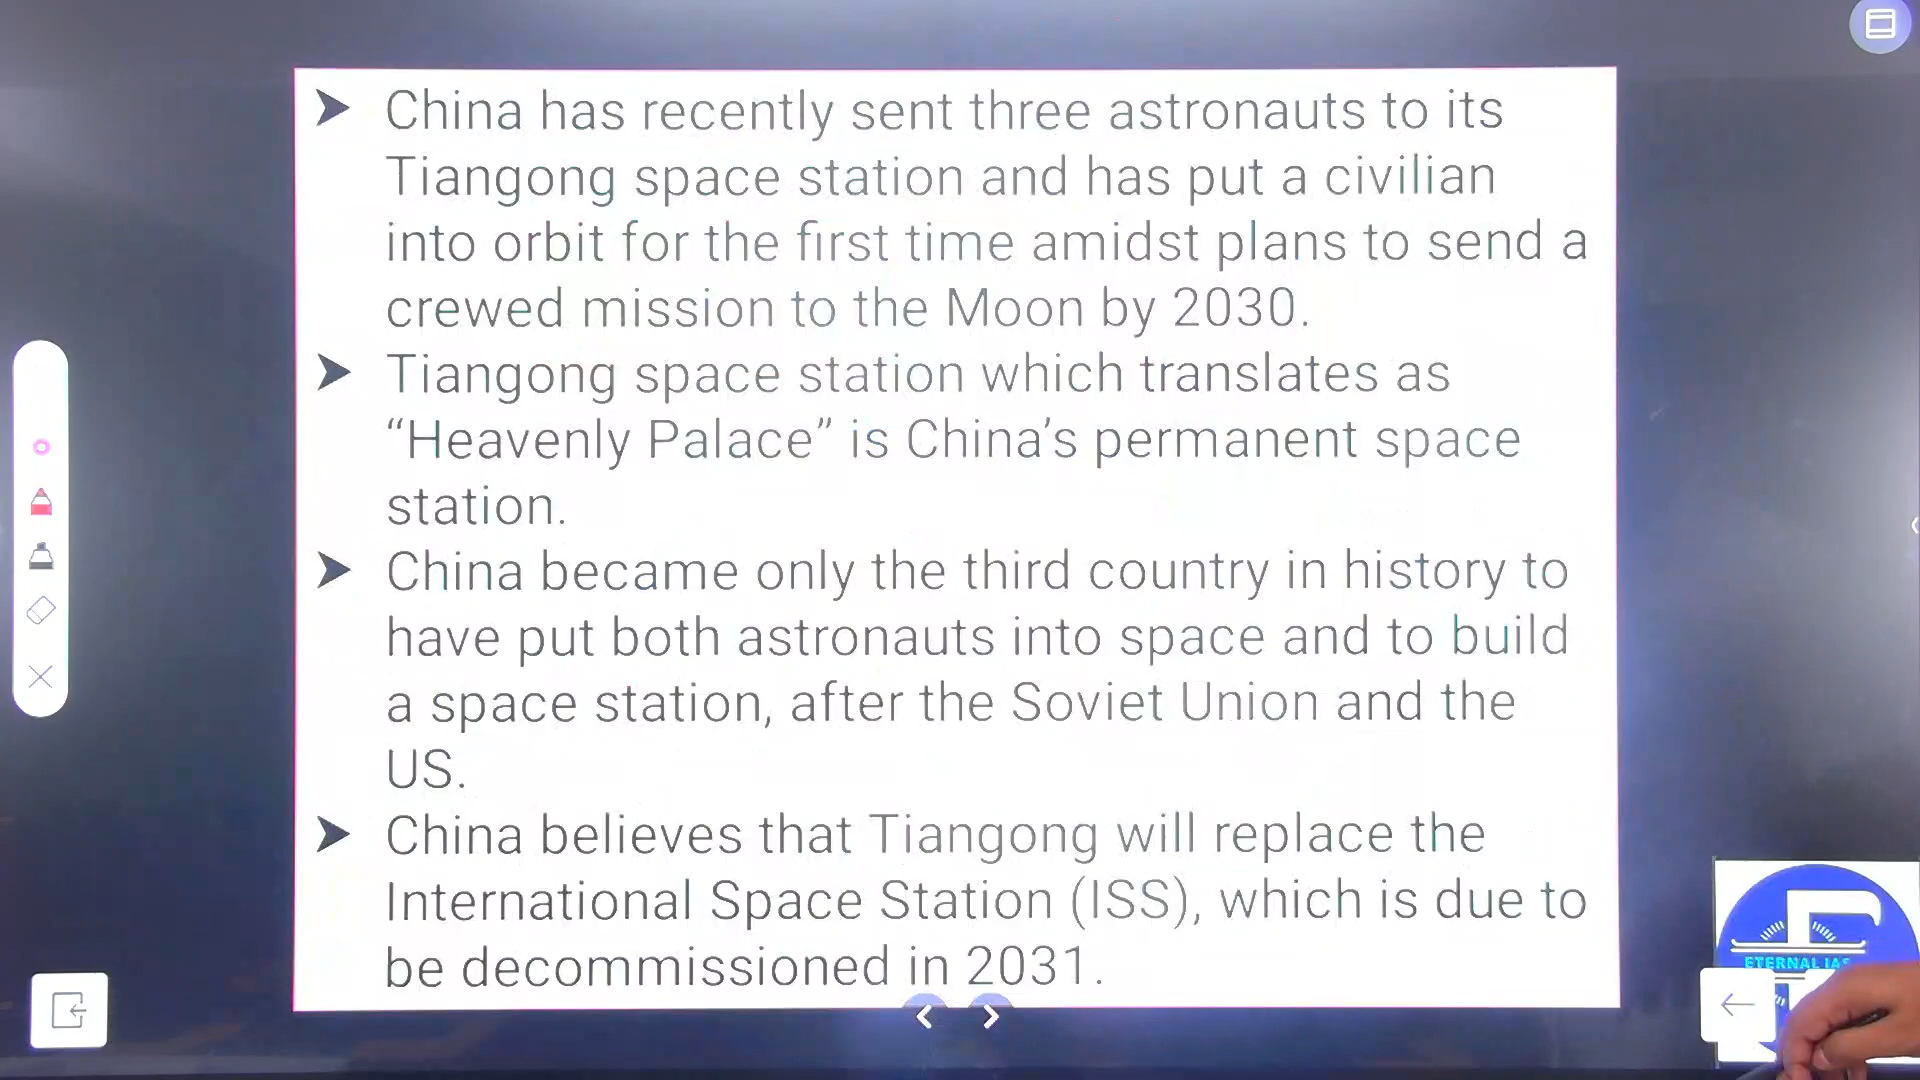 ➤ China has recently sent three astronauts to its
Tiangong space station and has put a civilian
into orbit for the first time amidst plans to send a
crewed mission to the Moon by 2030.
➤ Tiangong space station which translates as
“Heavenly Palace” is China’s permanent space
station.
➤ China became only the third country in history to
have put both astronauts into space and to build
a space station, after the Soviet Union and the
US.
➤ China believes that Tiangong will replace the
International Space Station (ISS), which is due to
be decommissioned in 2031.
ETERNAL IAS